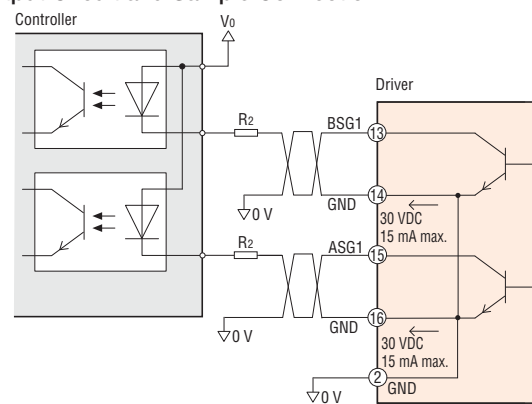 Controller
V0
Driver
R2
BSG1
13
14
0 V
GND
30 VDC
15 mA max.
R2
ASG1
15
16
0 V
GND
30 VDC
15 mA max.
2
GND
0 V